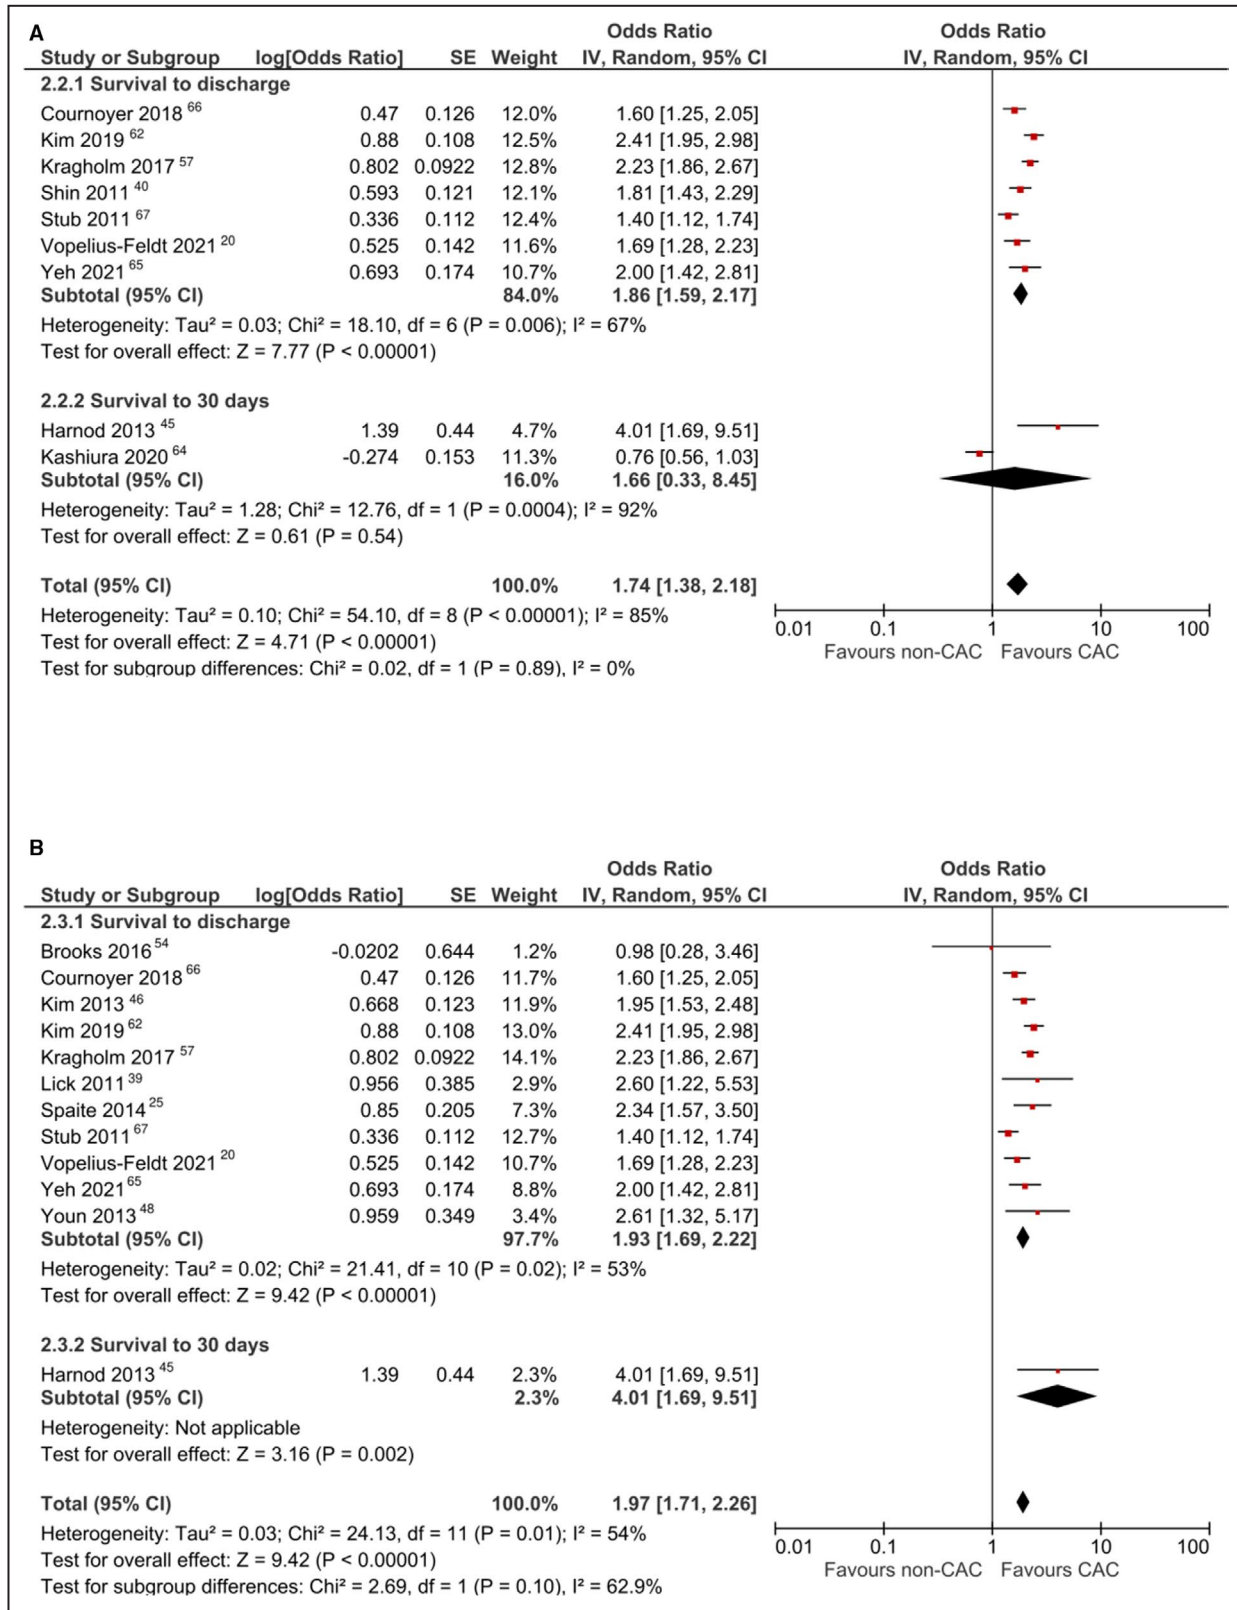 A
Odds Ratio Odds Ratio
Study or Subgroup log[Odds Ratio] SE Weight IV, Random, 95% CI IV, Random, 95% CI
2.2.1 Survival to discharge
Cournoyer 2018 66 0.47 0.126 12.0% 1.60 [1.25, 2.05]
Kim 2019 62 0.88 0.108 12.5% 2.41 [1.95, 2.98]
Kragholm 2017 57 0.802 0.0922 12.8% 2.23 [1.86, 2.67]
Shin 2011 40 0.593 0.121 12.1% 1.81 [1.43, 2.29]
Stub 2011 67 0.336 0.112 12.4% 1.40 [1.12, 1.74]
Vopelius-Feldt 2021 20 0.525 0.142 11.6% 1.69 [1.28, 2.23]
Yeh 2021 65 0.693 0.174 10.7% 2.00 [1.42, 2.81]
Subtotal (95% CI) 84.0% 1.86 [1.59, 2.17]
Heterogeneity: Tau² = 0.03; Chi² = 18.10, df = 6 (P = 0.006); I² = 67%
Test for overall effect: Z = 7.77 (P < 0.00001)
2.2.2 Survival to 30 days
Harnod 2013 45 1.39 0.44 4.7% 4.01 [1.69, 9.51]
Kashiura 2020 64 -0.274 0.153 11.3% 0.76 [0.56, 1.03]
Subtotal (95% CI) 16.0% 1.66 [0.33, 8.45]
Heterogeneity: Tau² = 1.28; Chi² = 12.76, df = 1 (P = 0.0004); I² = 92%
Test for overall effect: Z = 0.61 (P = 0.54)
Total (95% CI) 100.0% 1.74 [1.38, 2.18]
Heterogeneity: Tau² = 0.10; Chi² = 54.10, df = 8 (P < 0.00001); I² = 85%
Test for overall effect: Z = 4.71 (P < 0.00001)
Test for subgroup differences: Chi² = 0.02, df = 1 (P = 0.89), I² = 0%
0.01 0.1 1 10 100
Favours non-CAC Favours CAC
B
Odds Ratio Odds Ratio
Study or Subgroup log[Odds Ratio] SE Weight IV, Random, 95% CI IV, Random, 95% CI
2.3.1 Survival to discharge
Brooks 2016 54 -0.0202 0.644 1.2% 0.98 [0.28, 3.46]
Cournoyer 2018 66 0.47 0.126 11.7% 1.60 [1.25, 2.05]
Kim 2013 46 0.668 0.123 11.9% 1.95 [1.53, 2.48]
Kim 2019 62 0.88 0.108 13.0% 2.41 [1.95, 2.98]
Kragholm 2017 57 0.802 0.0922 14.1% 2.23 [1.86, 2.67]
Lick 2011 39 0.956 0.385 2.9% 2.60 [1.22, 5.53]
Spaite 2014 25 0.85 0.205 7.3% 2.34 [1.57, 3.50]
Stub 2011 67 0.336 0.112 12.7% 1.40 [1.12, 1.74]
Vopelius-Feldt 2021 20 0.525 0.142 10.7% 1.69 [1.28, 2.23]
Yeh 2021 65 0.693 0.174 8.8% 2.00 [1.42, 2.81]
Youn 2013 48 0.959 0.349 3.4% 2.61 [1.32, 5.17]
Subtotal (95% CI) 97.7% 1.93 [1.69, 2.22]
Heterogeneity: Tau² = 0.02; Chi² = 21.41, df = 10 (P = 0.02); I² = 53%
Test for overall effect: Z = 9.42 (P < 0.00001)
2.3.2 Survival to 30 days
Harnod 2013 45 1.39 0.44 2.3% 4.01 [1.69, 9.51]
Subtotal (95% CI) 2.3% 4.01 [1.69, 9.51]
Heterogeneity: Not applicable
Test for overall effect: Z = 3.16 (P = 0.002)
Total (95% CI) 100.0% 1.97 [1.71, 2.26]
Heterogeneity: Tau² = 0.03; Chi² = 24.13, df = 11 (P = 0.01); I² = 54%
Test for overall effect: Z = 9.42 (P < 0.00001)
Test for subgroup differences: Chi² = 2.69, df = 1 (P = 0.10), I² = 62.9%
0.01 0.1 1 10 100
Favours non-CAC Favours CAC